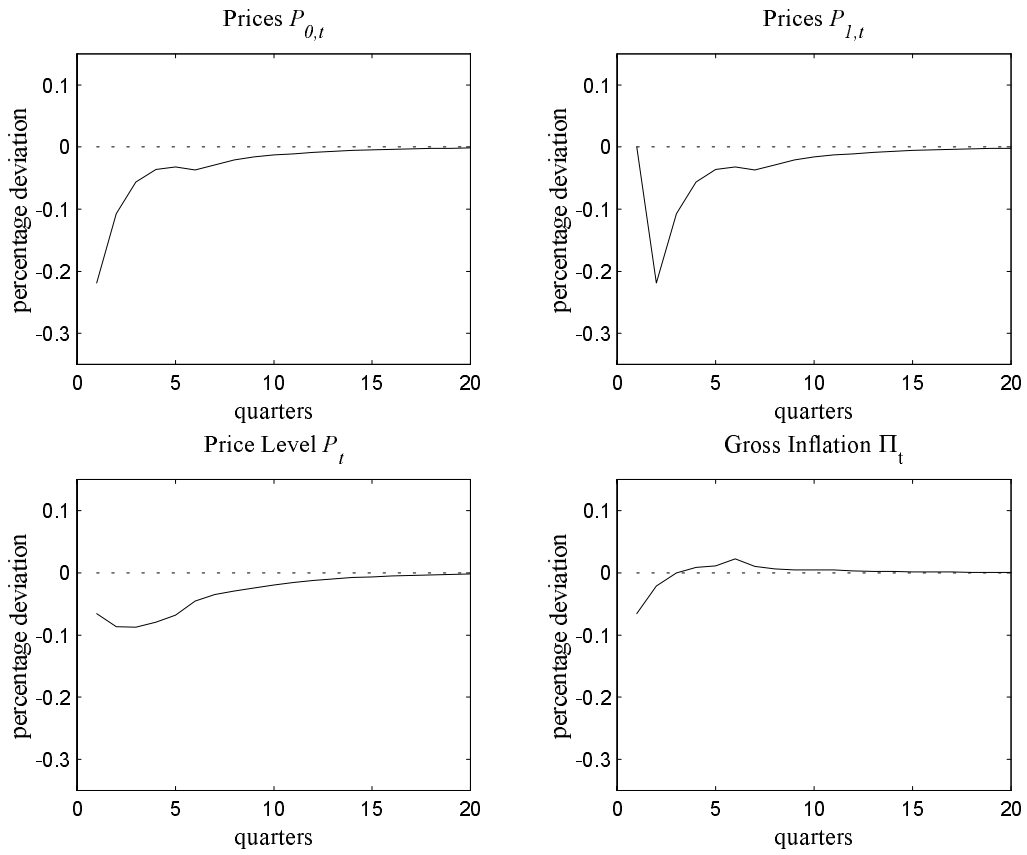 Prices P0,t
0.1
0
-0.1
-0.2
-0.3
percentage deviation
0 5 10 15 20
quarters
Prices P1,t
0.1
0
-0.1
-0.2
-0.3
percentage deviation
0 5 10 15 20
quarters
Price Level Pt
0.1
0
-0.1
-0.2
-0.3
percentage deviation
0 5 10 15 20
quarters
Gross Inflation Πt
0.1
0
-0.1
-0.2
-0.3
percentage deviation
0 5 10 15 20
quarters